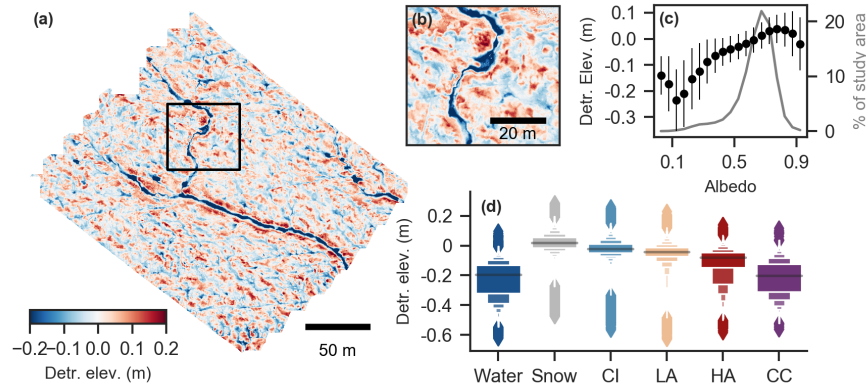 (a)
−0.2−0.1 0.0 0.1 0.2
Detr. elev. (m)
50 m
(b)
20 m
(c)
0.1
0.0
−0.1
−0.2
−0.3
Detr. Elev. (m)
20
10
0
% of study area
0.1 0.5 0.9
Albedo
(d)
0.2
0
−0.2
−0.4
−0.6
Detr. elev. (m)
Water Snow CI LA HA CC